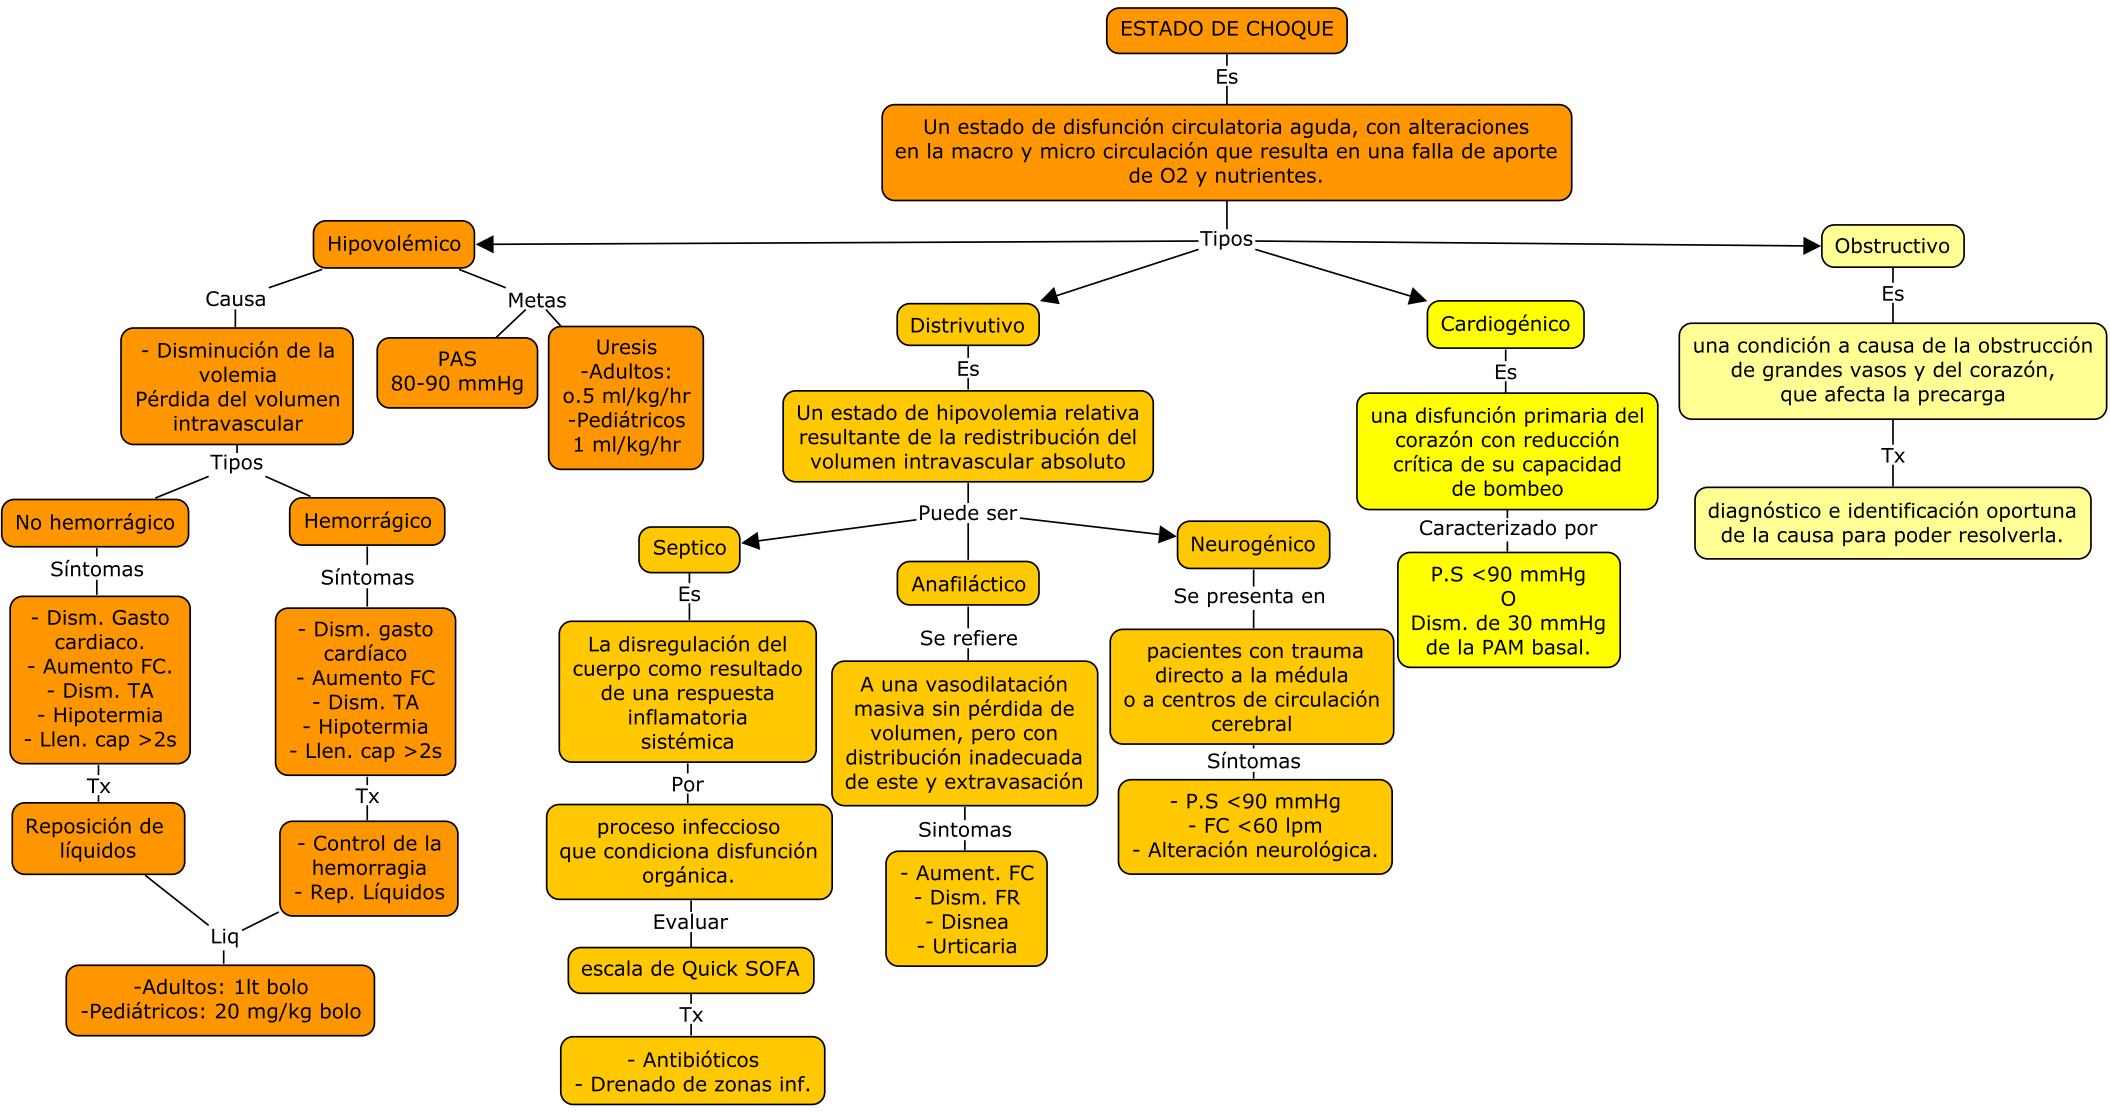 ESTADO DE CHOQUE
Es
Un estado de disfunción circulatoria aguda, con alteraciones
en la macro y micro circulación que resulta en una falla de aporte
de O2 y nutrientes.
Tipos
Hipovolémico
Causa
- Disminución de la
volemia
Pérdida del volumen
intravascular
Metas
PAS
80-90 mmHg
Uresis
-Adultos:
o.5 ml/kg/hr
-Pediátricos
1 ml/kg/hr
Tipos
No hemorrágico
Síntomas
- Dism. Gasto
cardiaco.
- Aumento FC.
- Dism. TA
- Hipotermia
- Llen. cap >2s
Tx
Reposición de
líquidos
Hemorrágico
Síntomas
- Dism. gasto
cardíaco
- Aumento FC
- Dism. TA
- Hipotermia
- Llen. cap >2s
Tx
- Control de la
hemorragia
- Rep. Líquidos
Liq
-Adultos: 1lt bolo
-Pediátricos: 20 mg/kg bolo
Distrivutivo
Es
Un estado de hipovolemia relativa
resultante de la redistribución del
volumen intravascular absoluto
Puede ser
Septico
Es
La disregulación del
cuerpo como resultado
de una respuesta
inflamatoria
sistémica
Por
proceso infeccioso
que condiciona disfunción
orgánica.
Evaluar
escala de Quick SOFA
Tx
- Antibióticos
- Drenado de zonas inf.
Anafiláctico
Se refiere
A una vasodilatación
masiva sin pérdida de
volumen, pero con
distribución inadecuada
de este y extravasación
Sintomas
- Aument. FC
- Dism. FR
- Disnea
- Urticaria
Neurogénico
Se presenta en
pacientes con trauma
directo a la médula
o a centros de circulación
cerebral
Síntomas
- P.S <90 mmHg
- FC <60 lpm
- Alteración neurológica.
Cardiogénico
Es
una disfunción primaria del
corazón con reducción
crítica de su capacidad
de bombeo
Caracterizado por
P.S <90 mmHg
O
Dism. de 30 mmHg
de la PAM basal.
Obstructivo
Es
una condición a causa de la obstrucción
de grandes vasos y del corazón,
que afecta la precarga
Tx
diagnóstico e identificación oportuna
de la causa para poder resolverla.